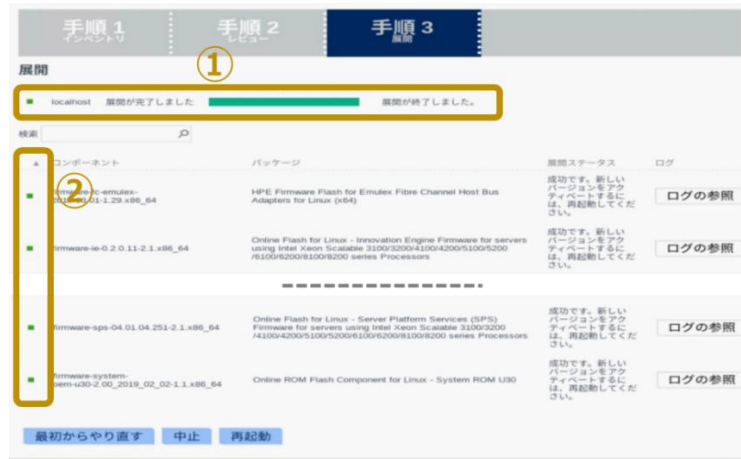 手順 1
インベントリ
手順 2
レビュー
手順 3
展開
①
展開
localhost 展開が完了しました 展開が終了しました。
検索
②
コンポーネント パッケージ 展開ステータス ログ
HPE Firmware Flash for Emulex Fibre Channel Host Bus
Adapters for Linux (x64)
成功です。新しい
バージョンをアク
ティベートするに
は、再起動してくだ
さい。
ログの参照
firmware-ie-0.2.0.11-2.1.x86_64
Online Flash for Linux - Innovation Engine Firmware for servers
using Intel Xeon Scalable 3100/3200/4100/4200/5100/5200
/6100/6200/8100/8200 series Processors
成功です。新しい
バージョンをアク
ティベートするに
は、再起動してくだ
さい。
ログの参照
firmware-sps-04.01.04.251-2.1.x86_64
Online Flash for Linux - Server Platform Services (SPS)
Firmware for servers using Intel Xeon Scalable 3100/3200
/4100/4200/5100/5200/6100/6200/8100/8200 series Processors
成功です。新しい
バージョンをアク
ティベートするに
は、再起動してくだ
さい。
ログの参照
firmware-system-
oem-u30-2.00_2019_02_02-1.1.x86_64
Online ROM Flash Component for Linux - System ROM U30
成功です。新しい
バージョンをアク
ティベートするに
は、再起動してくだ
さい。
ログの参照
最初からやり直す 中止 再起動